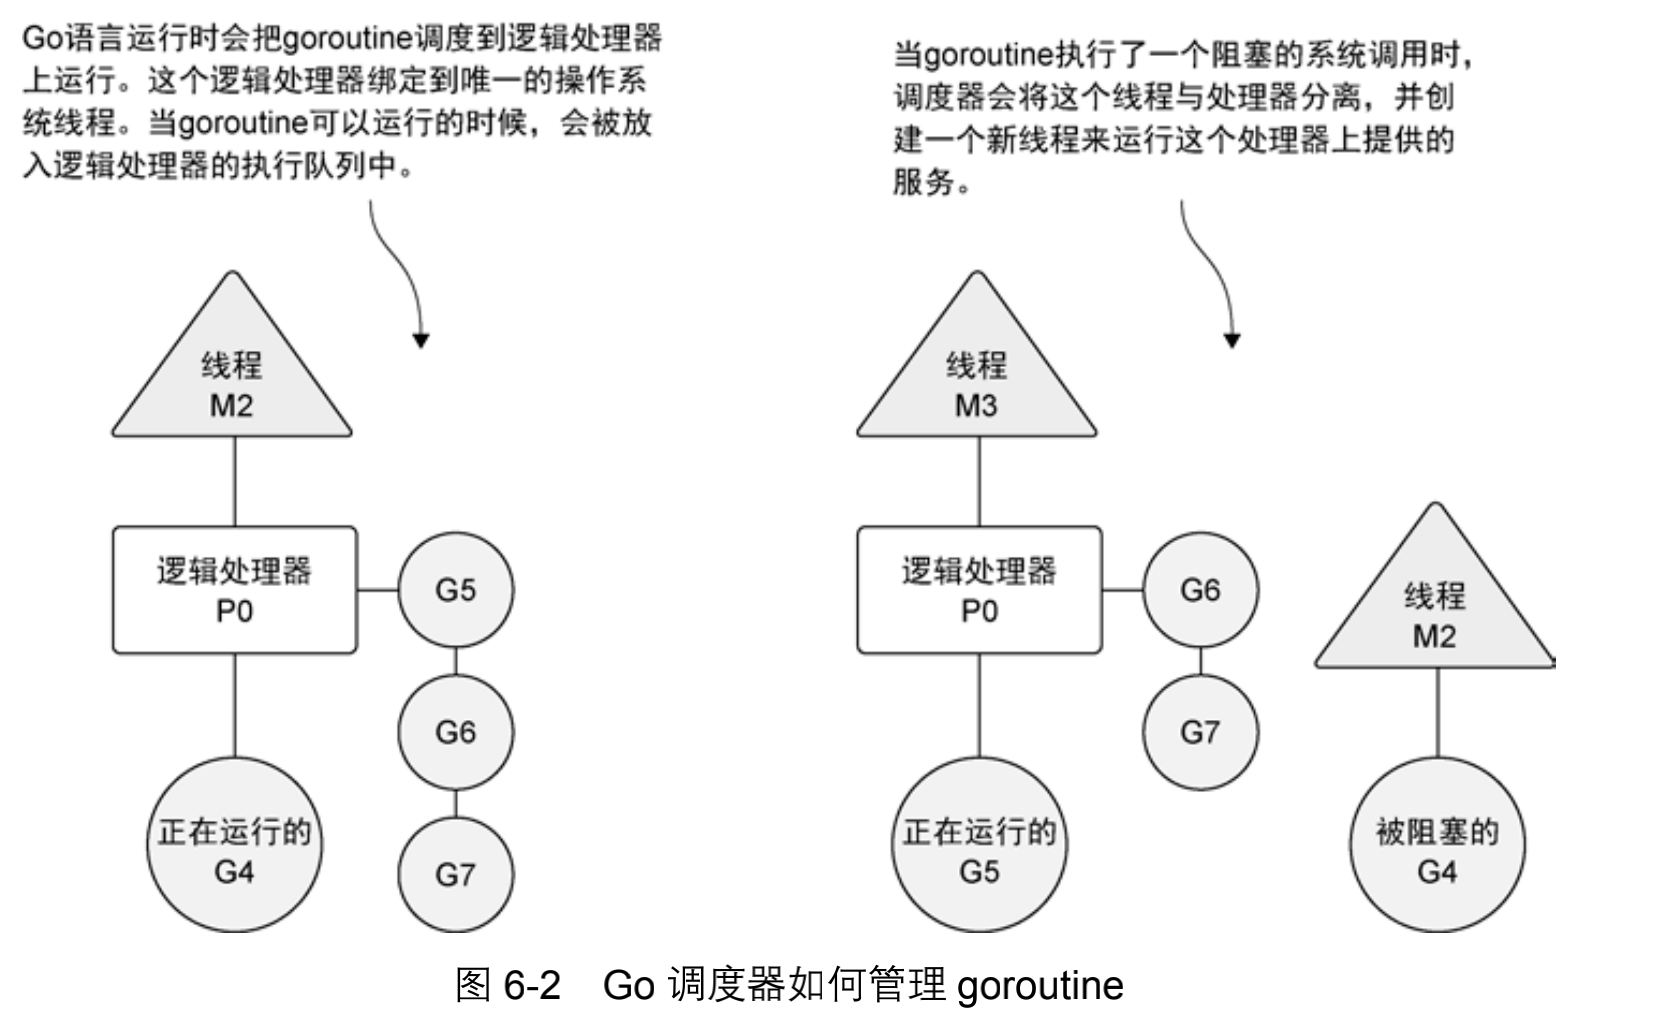 Go语言运行时会把goroutine调度到逻辑处理器
上运行。这个逻辑处理器绑定到唯一的操作系
统线程。当goroutine可以运行的时候，会被放
入逻辑处理器的执行队列中。
当goroutine执行了一个阻塞的系统调用时，
调度器会将这个线程与处理器分离，并创
建一个新线程来运行这个处理器上提供的
服务。
线程
M2
逻辑处理器
P0
G5
G6
G7
正在运行的
G4
线程
M3
逻辑处理器
P0
G6
G7
正在运行的
G5
线程
M2
被阻塞的
G4
图 6-2 Go 调度器如何管理 goroutine